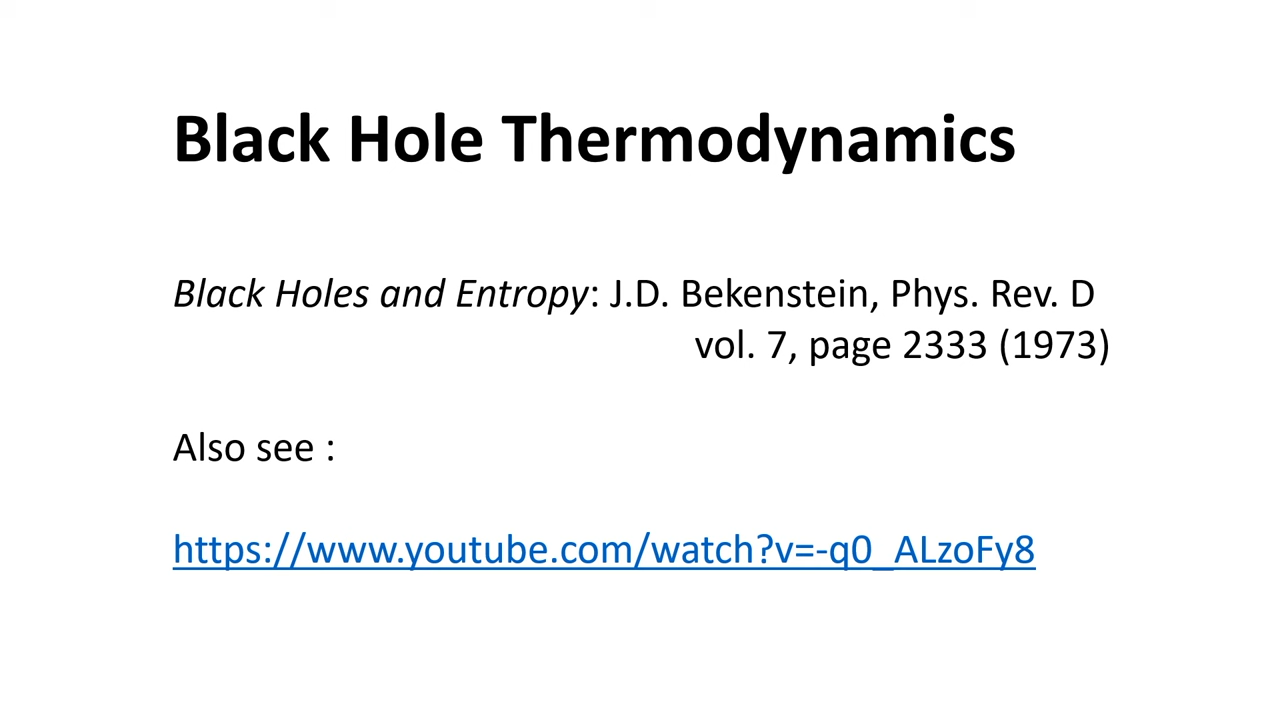 Black Hole Thermodynamics
Black Holes and Entropy: J.D. Bekenstein, Phys. Rev. D
vol. 7, page 2333 (1973)
Also see :
https://www.youtube.com/watch?v=-q0_ALzoFy8